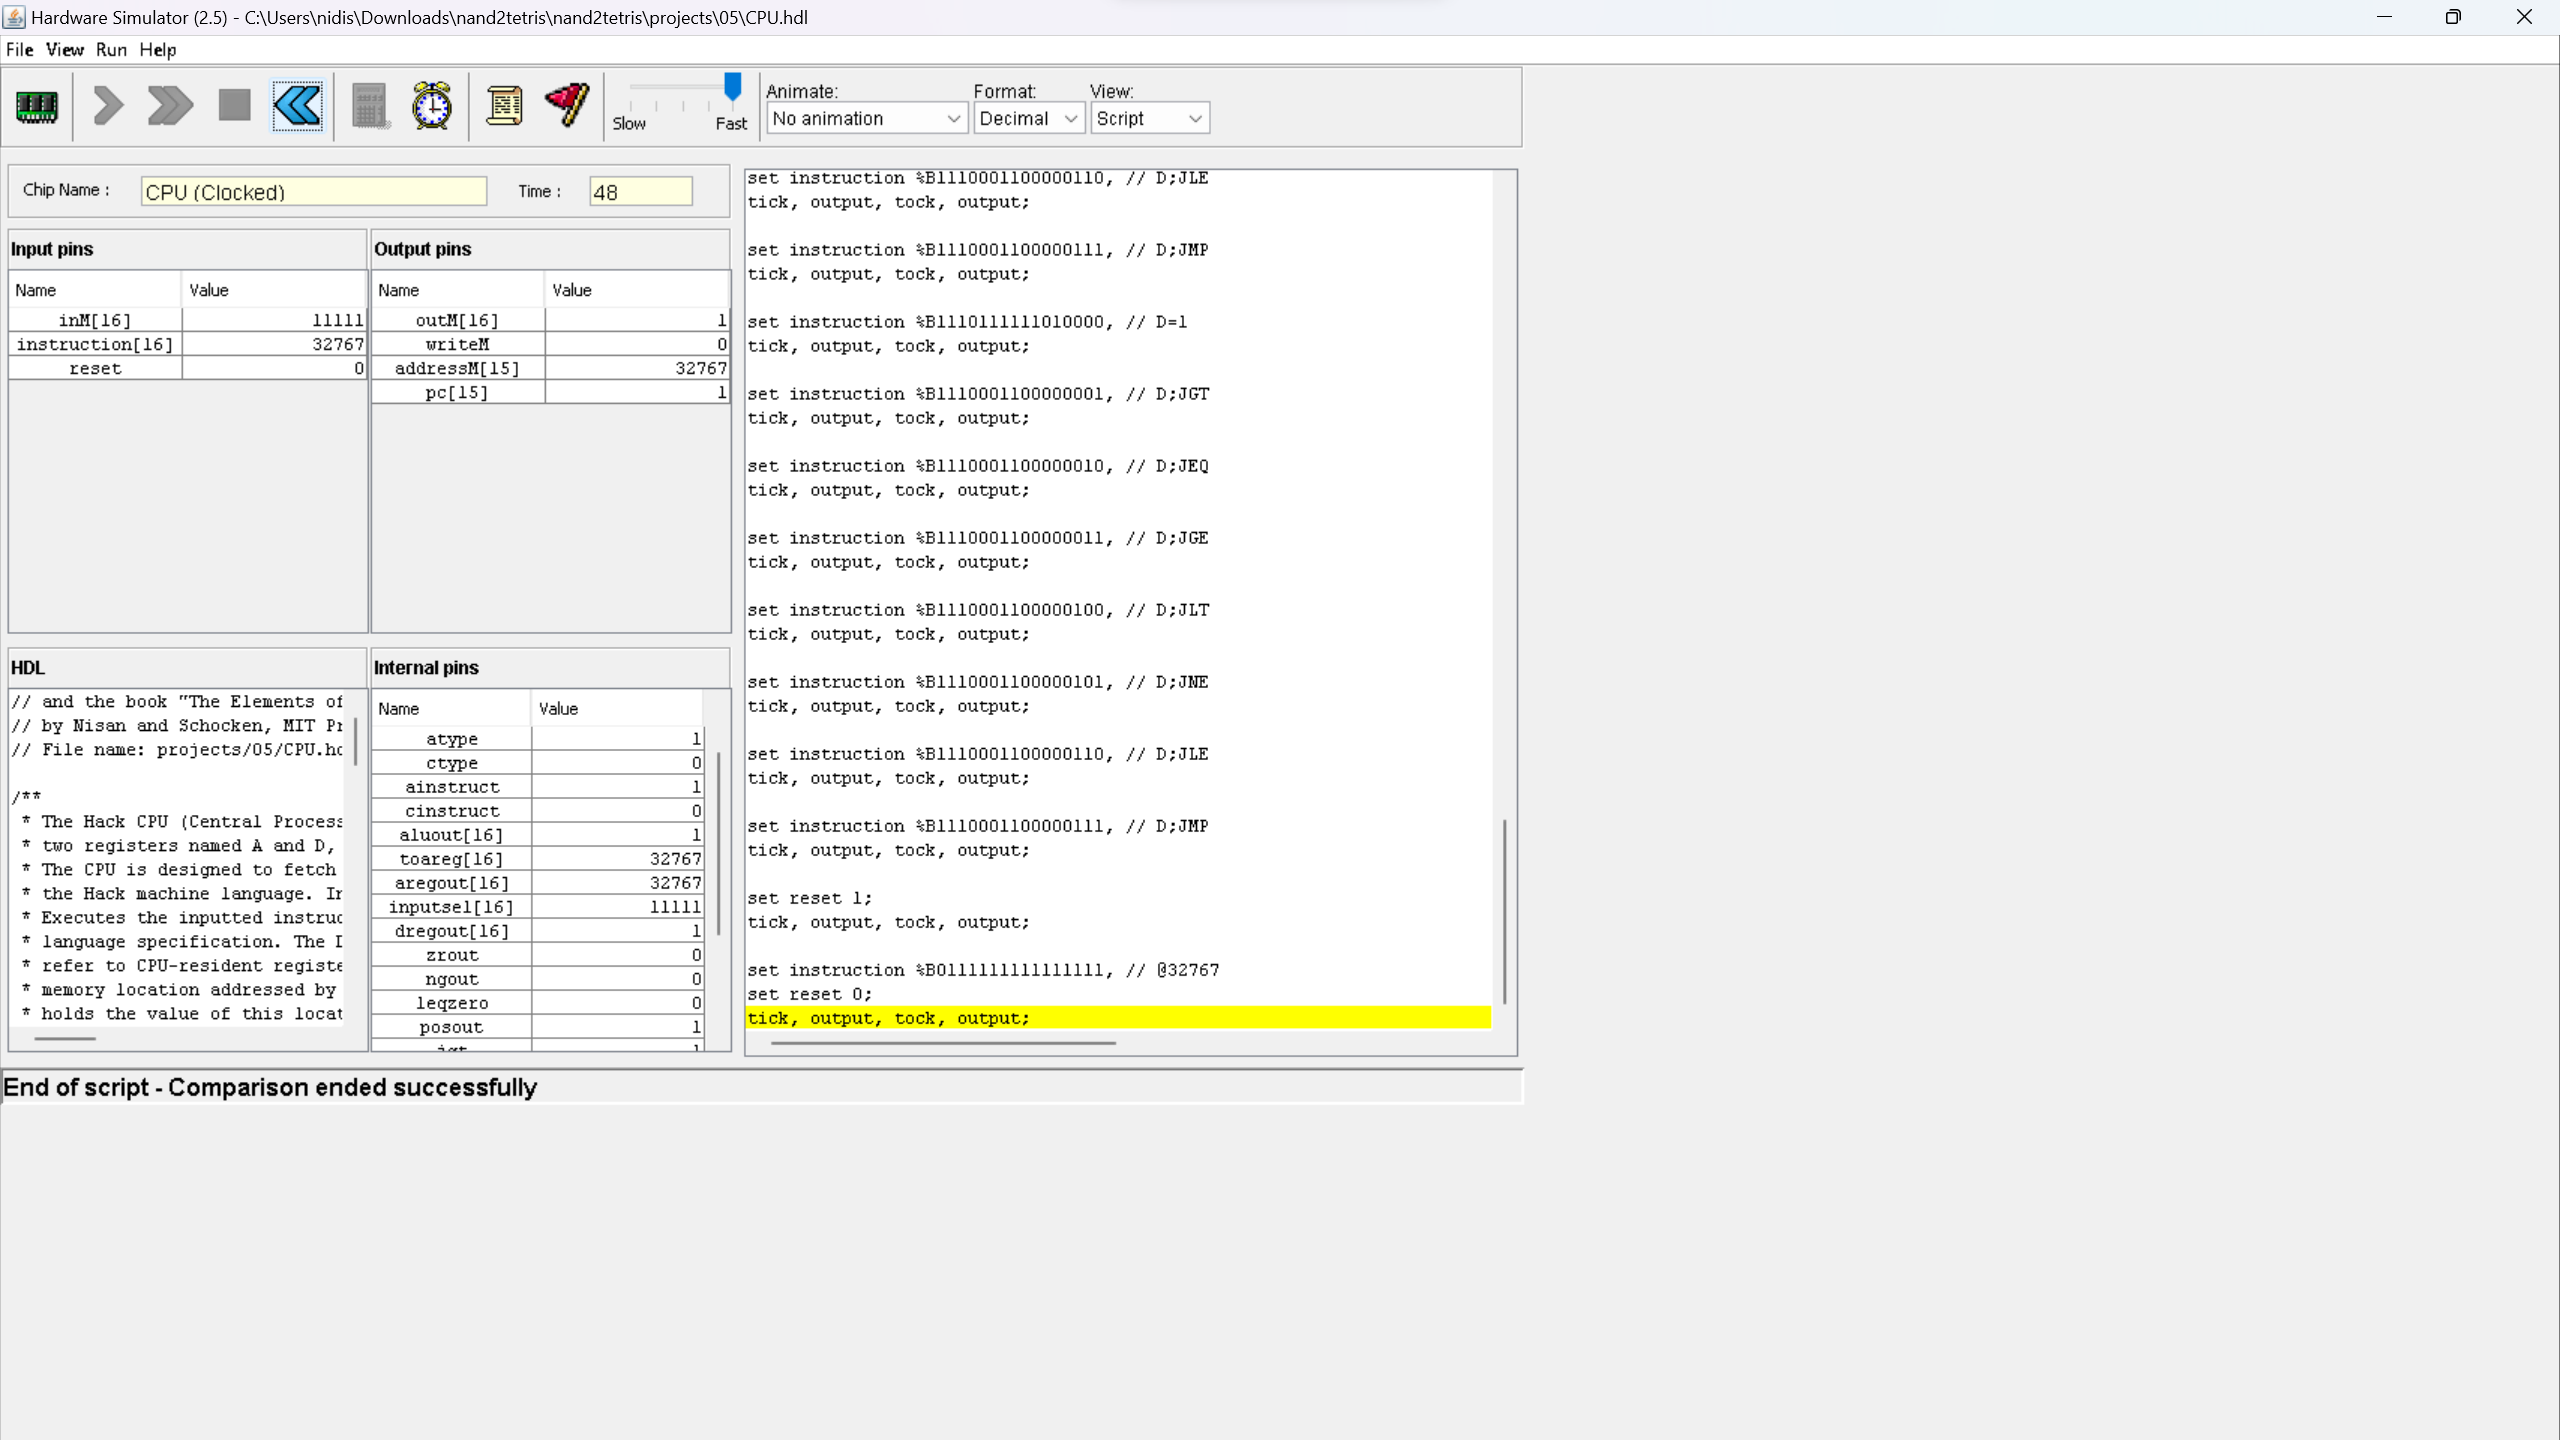 Hardware Simulator (2.5) - C:\Users\nidis\Downloads\nand2tetris\nand2tetris\projects\05\CPU.hdl
File View Run Help
Animate: Format: View:
Slow Fast No animation Decimal Script
Chip Name : CPU (Clocked) Time : 48
Input pins
Name Value
inM[16] 11111
instruction[16] 32767
reset 0
Output pins
Name Value
outM[16] 1
writeM 0
addressM[15] 32767
pc[15] 1
HDL
// and the book "The Elements of
// by Nisan and Schocken, MIT Pr
// File name: projects/05/CPU.hd
/**
* The Hack CPU (Central Process
* two registers named A and D,
* The CPU is designed to fetch
* the Hack machine language. In
* Executes the inputted instruc
* language specification. The D
* refer to CPU-resident registe
* memory location addressed by
* holds the value of this locat
Internal pins
Name Value
atype 1
ctype 0
ainstruct 1
cinstruct 0
aluout[16] 1
toareg[16] 32767
aregout[16] 32767
inputsel[16] 11111
dregout[16] 1
zrout 0
ngout 0
leqzero 0
posout 1
jgt 1
set instruction %B1110001100000110, // D;JLE
tick, output, tock, output;
set instruction %B1110001100000111, // D;JMP
tick, output, tock, output;
set instruction %B1110111111010000, // D=1
tick, output, tock, output;
set instruction %B1110001100000001, // D;JGT
tick, output, tock, output;
set instruction %B1110001100000010, // D;JEQ
tick, output, tock, output;
set instruction %B1110001100000011, // D;JGE
tick, output, tock, output;
set instruction %B1110001100000100, // D;JLT
tick, output, tock, output;
set instruction %B1110001100000101, // D;JNE
tick, output, tock, output;
set instruction %B1110001100000110, // D;JLE
tick, output, tock, output;
set instruction %B1110001100000111, // D;JMP
tick, output, tock, output;
set reset 1;
tick, output, tock, output;
set instruction %B0111111111111111, // @32767
set reset 0;
tick, output, tock, output;
End of script - Comparison ended successfully